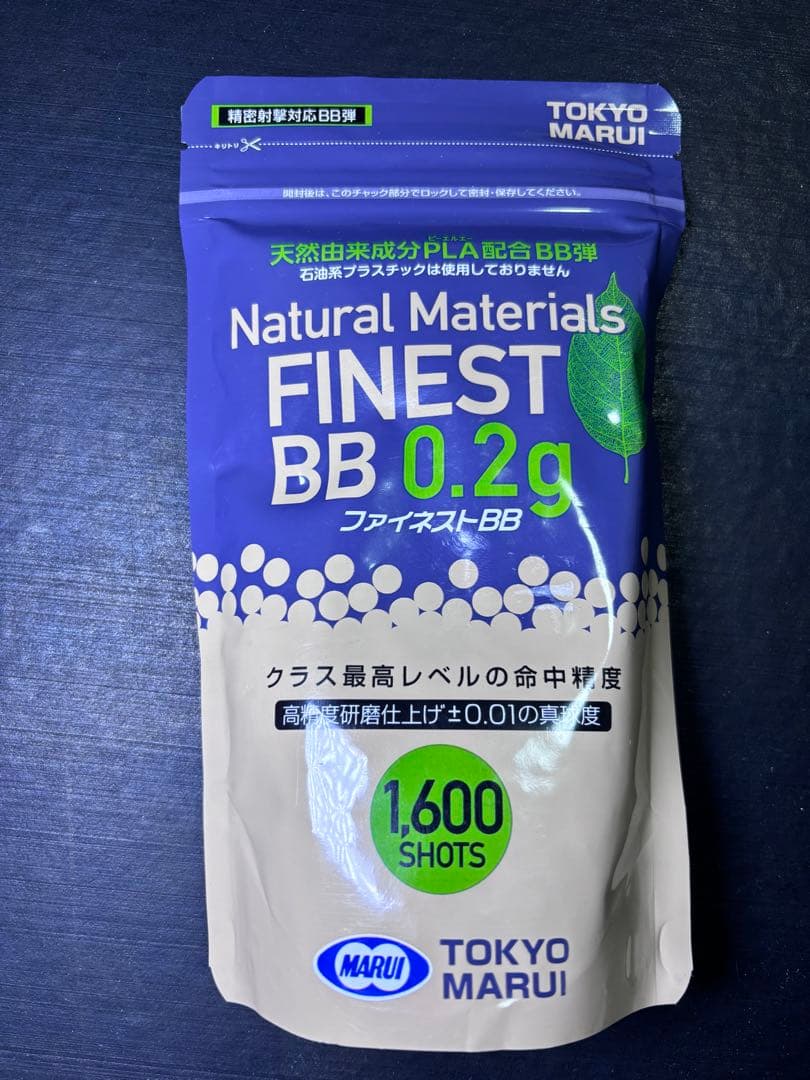 精密射撃対応BB弾
TOKYO
MARUI
キリトリ
開封後は、このチャック部分でロックして密封・保存してください。
ピーエルエー
天然由来成分PLA配合BB弾
石油系プラスチックは使用しておりません
Natural Materials
FINEST
BB 0.2g
ファイネストBB
クラス最高レベルの命中精度
高精度研磨仕上げ±0.01の真球度
1,600
SHOTS
MARUI
TOKYO
MARUI